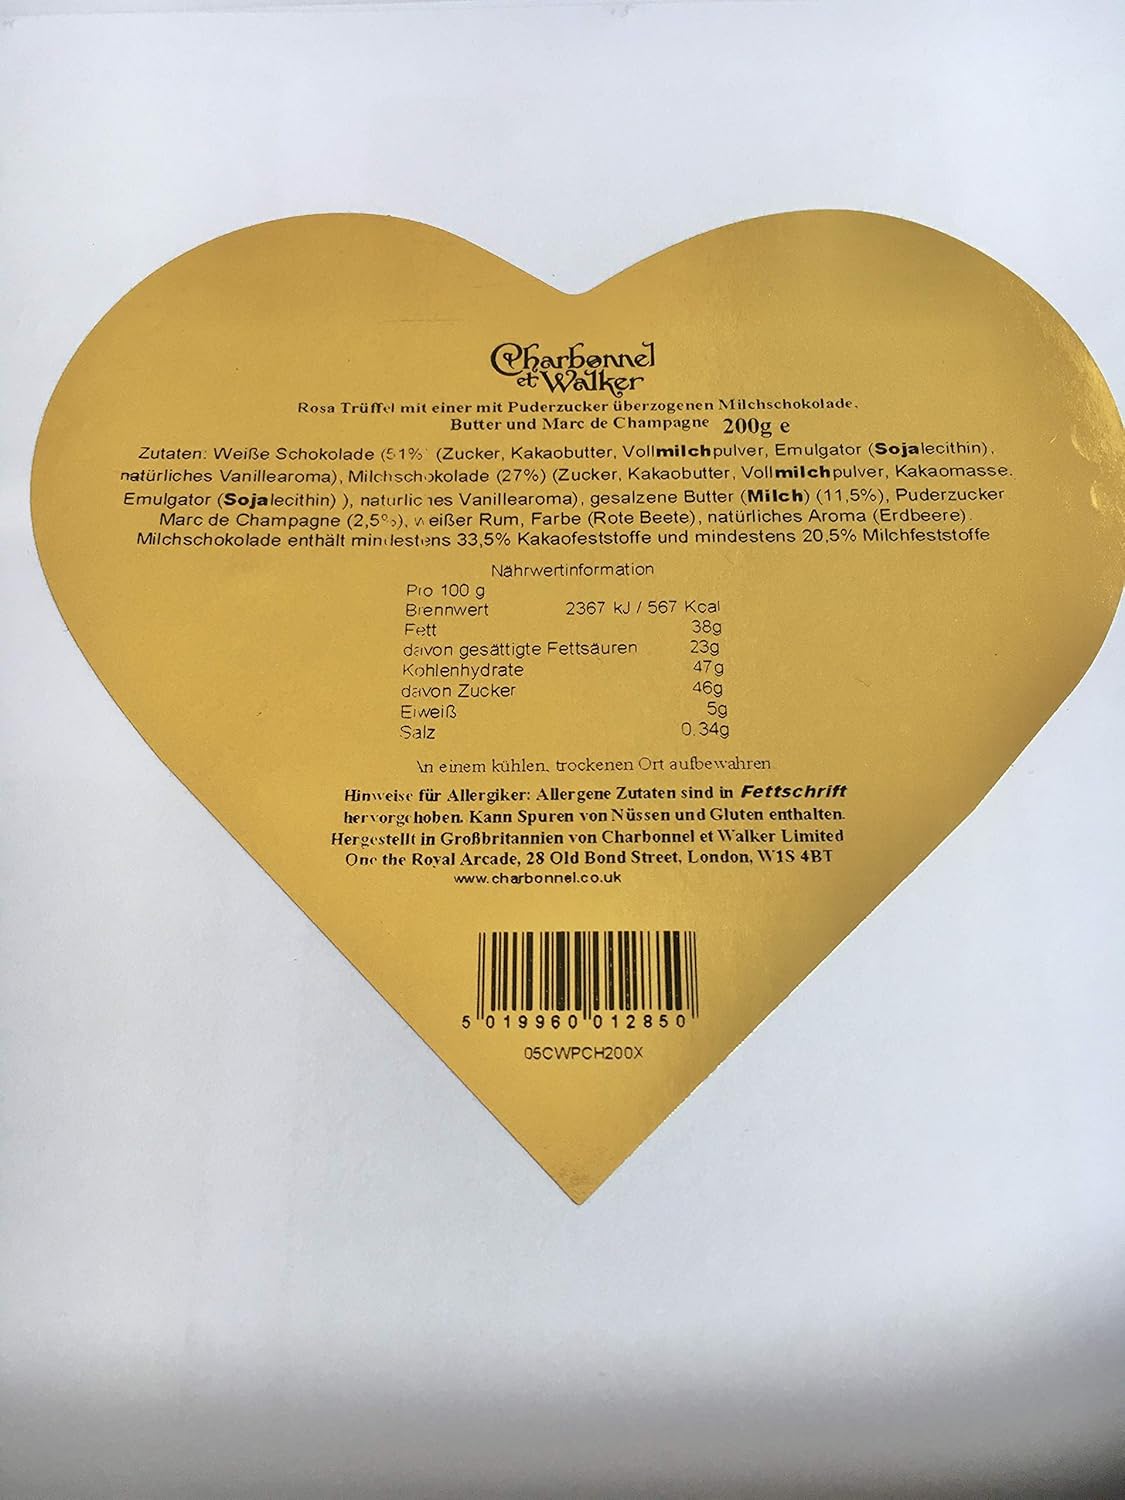 Charbonnel
et Walker
Rosa Trüffel mit einer mit Puderzucker überzogenen Milchschokolade,
Butter und Marc de Champagne 200g e
Zutaten: Weiße Schokolade (51% (Zucker, Kakaobutter, Vollmilchpulver, Emulgator (Sojalecithin),
natürliches Vanillearoma), Milchschokolade (27%) (Zucker, Kakaobutter, Vollmilchpulver, Kakaomasse.
Emulgator (Sojalecithin) ), naturliches Vanillearoma), gesalzene Butter (Milch) (11,5%), Puderzucker
Marc de Champagne (2,5%), weißer Rum, Farbe (Rote Beete), natürliches Aroma (Erdbeere).
Milchschokolade enthält mindestens 33,5% Kakaofeststoffe und mindestens 20,5% Milchfeststoffe
Nährwertinformation
Pro 100 g
Brennwert 2367 kJ / 567 Kcal
Fett 38g
davon gesättigte Fettsäuren 23g
Kohlenhydrate 47g
davon Zucker 46g
Eiweiß 5g
Salz 0.34g
An einem kühlen, trockenen Ort aufbewahren
Hinweise für Allergiker: Allergene Zutaten sind in Fettschrift
hervorgehoben. Kann Spuren von Nüssen und Gluten enthalten.
Hergestellt in Großbritannien von Charbonnel et Walker Limited
One the Royal Arcade, 28 Old Bond Street, London, W1S 4BT
www.charbonnel.co.uk
5 019960 012850
05CWPCH200X